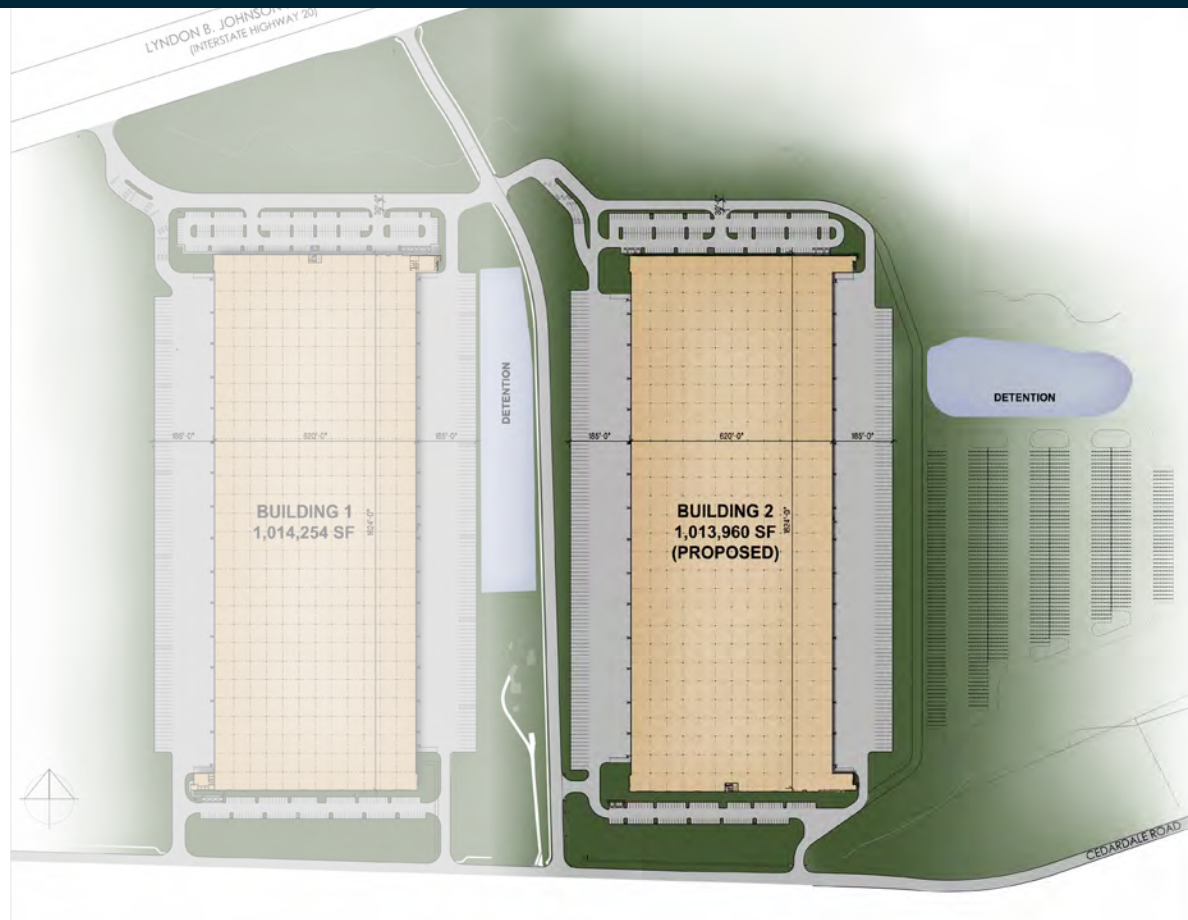 LYNDON B. JOHNSON
(INTERSTATE HIGHWAY 20)
DETENTION
DETENTION
185'-0"
620'-0"
185'-0"
185'-0"
620'-0"
185'-0"
BUILDING 1
1,014,254 SF
1624'-0"
BUILDING 2
1,013,960 SF
(PROPOSED)
1624'-0"
CEDARDALE ROAD